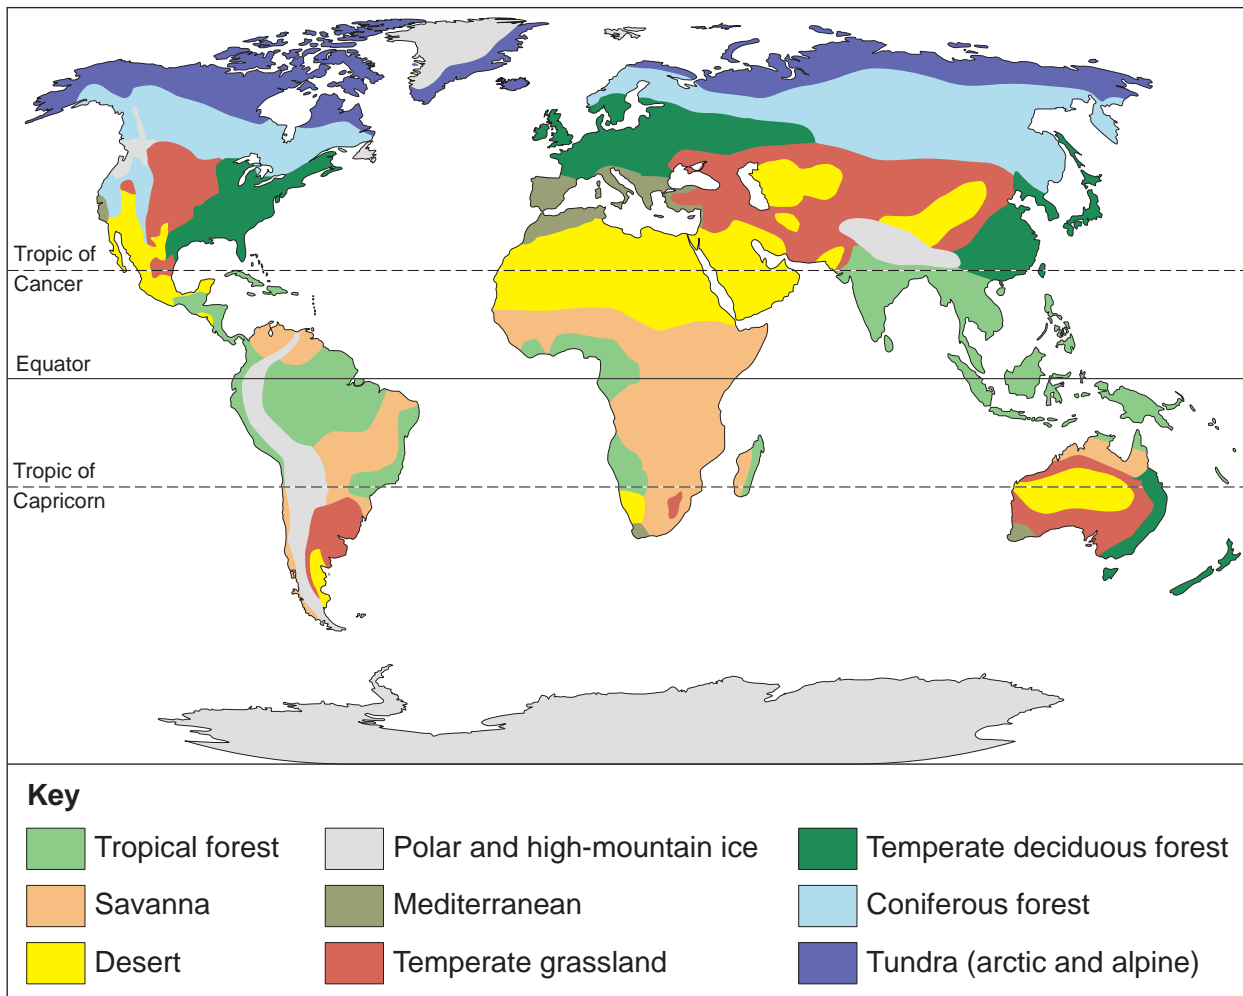 Tropic of
Cancer
Equator
Tropic of
Capricorn
Key
Tropical forest
Polar and high-mountain ice
Temperate deciduous forest
Savanna
Mediterranean
Coniferous forest
Desert
Temperate grassland
Tundra (arctic and alpine)